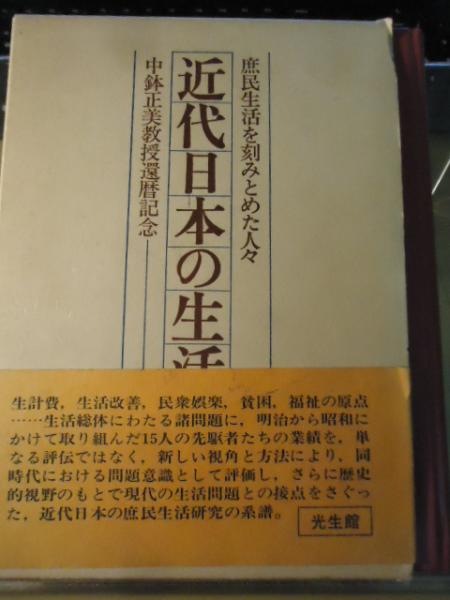 庶民生活を刻みとめた人々
近代日本の生活
中鉢正美教授還暦記念
生計費，生活改善，民衆娯楽，貧困，福祉の原点
……生活総体にわたる諸問題に，明治から昭和に
かけて取り組んだ15人の先駆者たちの業績を，単
なる評伝ではなく，新しい視角と方法により，同
時代における問題意識として評価し，さらに歴史
的視野のもとで現代の生活問題との接点をさぐっ
た，近代日本の庶民生活研究の系譜。
光生館